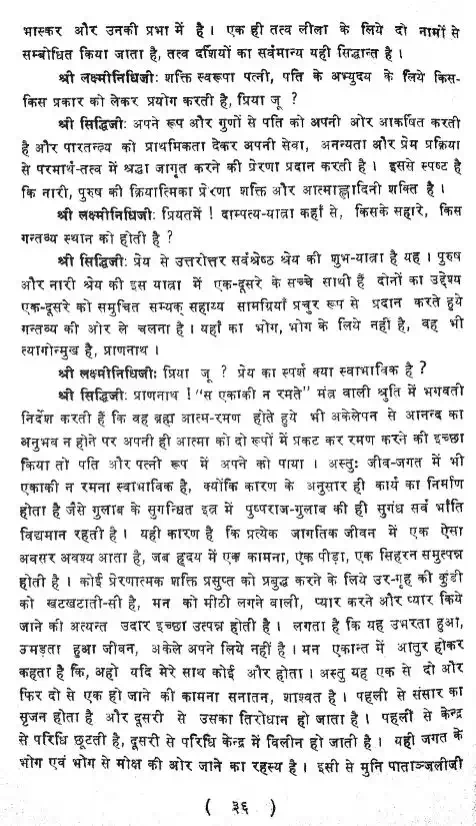 भास्कर और उनकी प्रभा में है। एक ही तत्व लीला के लिये दो नामों से
सम्बोधित किया जाता है, तत्व दर्शियों का सर्वमान्य यही सिद्धान्त है।
श्री लक्ष्मीनिधिजी: शक्ति स्वरूपा पत्नी, पति के अभ्युदय के लिये किस-
किस प्रकार को लेकर प्रयोग करती है, प्रिया जू ?
श्री सिद्धिजी: अपने रूप और गुणों से पति को अपनी ओर आकर्षित करती
है और पारतन्त्र्य को प्राथमिकता देकर अपनी सेवा, अनन्यता और प्रेम प्रक्रिया
से परमार्थ-तत्व में श्रद्धा जागृत करने की प्रेरणा प्रदान करती है। इससे स्पष्ट है
कि नारी, पुरुष की क्रियात्मिका प्रेरणा शक्ति और आत्माह्लादिनी शक्ति है।
श्री लक्ष्मीनिधिजी: प्रियतमें ! दाम्पत्य-यात्रा कहाँ से, किसके सहारे, किस
गन्तव्य स्थान को होती है ?
श्री सिद्धिजी: प्रेय से उत्तरोत्तर सर्वश्रेष्ठ श्रेय की शुभ-यात्रा है यह। पुरुष
और नारी श्रेय की इस यात्रा में एक-दूसरे के सच्चे साथी हैं दोनों का उद्देश्य
एक-दूसरे को समुचित सम्यक् सहाय्य सामग्रियाँ प्रचुर रूप से प्रदान करते हुये
गन्तव्य की ओर ले चलना है। यहाँ का भोग, भोग के लिये नहीं है, वह भी
त्यागोन्मुख है, प्राणनाथ।
श्री लक्ष्मीनिधिजी: प्रिया जू ? प्रेय का स्पर्श क्या स्वाभाविक है ?
श्री सिद्धिजी: प्राणनाथ ! "स एकाकी न रमते" मंत्र वाली श्रुति में भगवती
निर्देश करती हैं कि वह ब्रह्म आत्म-रमण होते हुये भी अकेलेपन से आनन्द का
अनुभव न होने पर अपनी ही आत्मा को दो रूपों में प्रकट कर रमण करने की इच्छा
किया तो पति और पत्नी रूप में अपने को पाया। अस्तु: जीव-जगत में भी
एकाकी न रमना स्वाभाविक है, क्योंकि कारण के अनुसार ही कार्य का निर्माण
होता है जैसे गुलाब के सुगन्धित इत्र में पुष्पराज-गुलाब की ही सुगंध सर्व भाँति
विद्यमान रहती है। यही कारण है कि प्रत्येक जागतिक जीवन में एक ऐसा
अवसर अवश्य आता है, जब हृदय में एक कामना, एक पीड़ा, एक सिहरन समुत्पन्न
होती है। कोई प्रेरणात्मक शक्ति प्रसुप्त को प्रबुद्ध करने के लिये उर-गृह की कुंडी
को खटखटाती-सी है, मन को मीठी लगने वाली, प्यार करने और प्यार किये
जाने की अत्यन्त उदार इच्छा उत्पन्न होती है। लगता है कि यह उभरता हुआ,
उमड़ता हुआ जीवन, अकेले अपने लिये नहीं है। मन एकान्त में आतुर होकर
कहता है कि, अहो यदि मेरे साथ कोई और होता। अस्तु यह एक से दो और
फिर दो से एक हो जाने की कामना सनातन, शाश्वत है। पहली से संसार का
सृजन होता है और दूसरी से उसका तिरोधान हो जाता है। पहली से केन्द्र
से परिधि छूटती है, दूसरी से परिधि केन्द्र में विलीन हो जाती है। यही जगत के
भोग एवं भोग से मोक्ष की ओर जाने का रहस्य है। इसी से मुनि पाताञ्जलीजी
( ३६ )